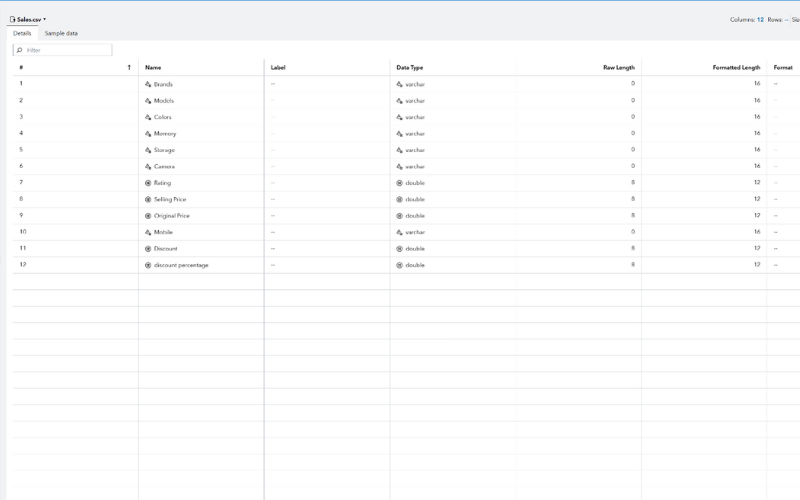 Sales.csv
Columns: 12 Rows: -- Siz
Details Sample data
Filter
# Name Label Data Type Raw Length Formatted Length Format
1 Brands -- varchar 0 16 --
2 Models -- varchar 0 16 --
3 Colors -- varchar 0 16 --
4 Memory -- varchar 0 16 --
5 Storage -- varchar 0 16 --
6 Camera -- varchar 0 16 --
7 Rating -- double 8 12 --
8 Selling Price -- double 8 12 --
9 Original Price -- double 8 12 --
10 Mobile -- varchar 0 16 --
11 Discount -- double 8 12 --
12 discount percentage -- double 8 12 --